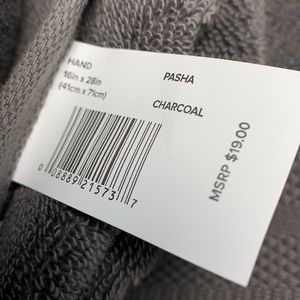 HAND
16in x 28in
(41cm x 71cm)
PASHA
CHARCOAL
MSRP $19.00
0 08889 21573 7